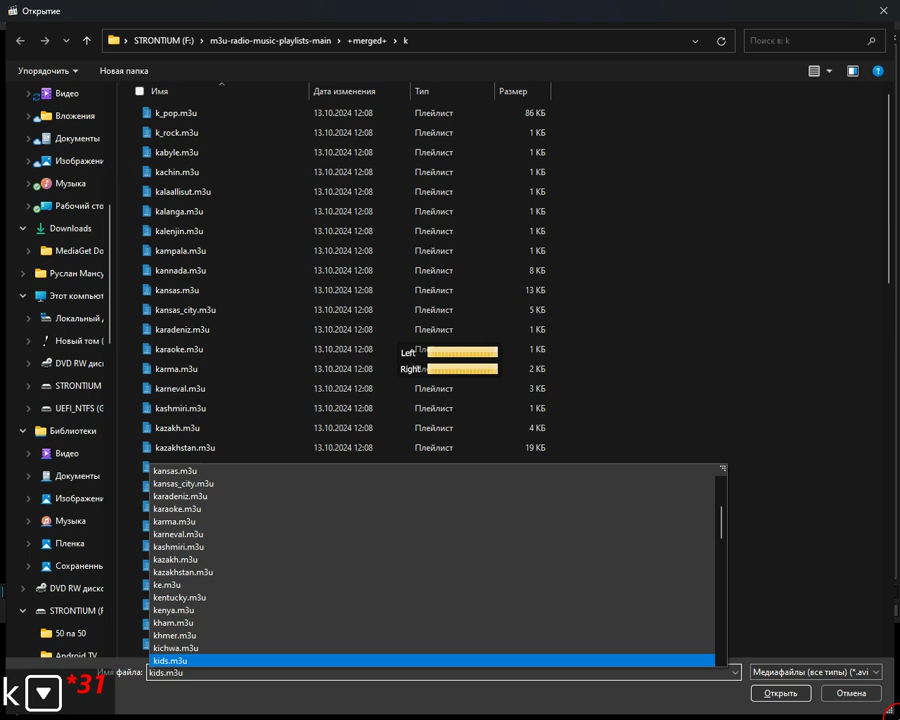 Открытие
STRONTIUM (F:) › m3u-radio-music-playlists-main › +merged+ › k
Поиск в: k
Упорядочить
Новая папка
Имя Дата изменения Тип Размер
k_pop.m3u 13.10.2024 12:08 Плейлист 86 КБ
k_rock.m3u 13.10.2024 12:08 Плейлист 1 КБ
kabyle.m3u 13.10.2024 12:08 Плейлист 1 КБ
kachin.m3u 13.10.2024 12:08 Плейлист 1 КБ
kalaallisut.m3u 13.10.2024 12:08 Плейлист 1 КБ
kalanga.m3u 13.10.2024 12:08 Плейлист 1 КБ
kalenjin.m3u 13.10.2024 12:08 Плейлист 1 КБ
kampala.m3u 13.10.2024 12:08 Плейлист 1 КБ
kannada.m3u 13.10.2024 12:08 Плейлист 8 КБ
kansas.m3u 13.10.2024 12:08 Плейлист 13 КБ
kansas_city.m3u 13.10.2024 12:08 Плейлист 5 КБ
karadeniz.m3u 13.10.2024 12:08 Плейлист 1 КБ
karaoke.m3u 13.10.2024 12:08 Пле 1 КБ
karma.m3u 13.10.2024 12:08 2 КБ
karneval.m3u 13.10.2024 12:08 Плейлист 3 КБ
kashmiri.m3u 13.10.2024 12:08 Плейлист 1 КБ
kazakh.m3u 13.10.2024 12:08 Плейлист 4 КБ
kazakhstan.m3u 13.10.2024 12:08 Плейлист 19 КБ
Left
Right
Видео
Вложения
Документы
Изображени
Музыка
Рабочий сто
Downloads
MediaGet Do
Руслан Мансу
Этот компьют
Локальный
Новый том (
DVD RW диск
STRONTIUM
UEFI_NTFS (G
Библиотеки
Видео
Документы
Изображени
Музыка
Пленка
Сохраненны
DVD RW диско
STRONTIUM (F
50 na 50
Android TV
kansas.m3u
kansas_city.m3u
karadeniz.m3u
karaoke.m3u
karma.m3u
karneval.m3u
kashmiri.m3u
kazakh.m3u
kazakhstan.m3u
ke.m3u
kentucky.m3u
kenya.m3u
kham.m3u
khmer.m3u
kichwa.m3u
kids.m3u
Имя файла: kids.m3u
Медиафайлы (все типы) (*.avi
Открыть
Отмена
k *31